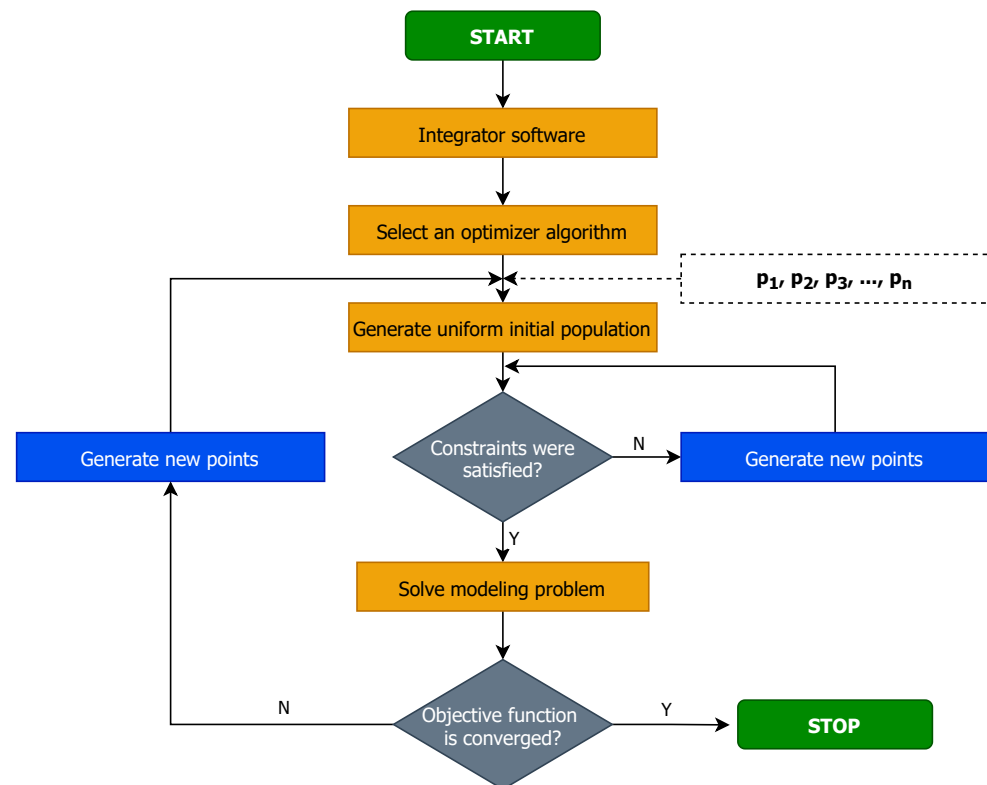 START
Integrator software
Select an optimizer algorithm
p₁, p₂, p₃, ..., pₙ
Generate uniform initial population
Generate new points
Constraints were
satisfied?
N
Generate new points
Y
Solve modeling problem
N
Objective function
is converged?
Y
STOP